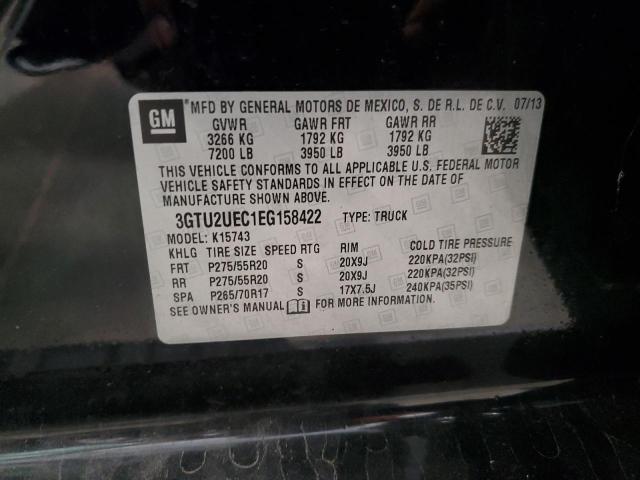 GM
® MFD BY GENERAL MOTORS DE MEXICO, S. DE R.L. DE C.V. 07/13
GVWR GAWR FRT GAWR RR
3266 KG 1792 KG 1792 KG
7200 LB 3950 LB 3950 LB
THIS VEHICLE CONFORMS TO ALL APPLICABLE U.S. FEDERAL MOTOR
VEHICLE SAFETY STANDARDS IN EFFECT ON THE DATE OF
MANUFACTURE SHOWN ABOVE.
3GTU2UEC1EG158422 TYPE: TRUCK
MODEL: K15743
KHLG TIRE SIZE SPEED RTG RIM COLD TIRE PRESSURE
FRT P275/55R20 S 20X9J 220KPA(32PSI)
RR P275/55R20 S 20X9J 220KPA(32PSI)
SPA P265/70R17 S 17X7.5J 240KPA(35PSI)
SEE OWNER'S MANUAL FOR MORE INFORMATION.